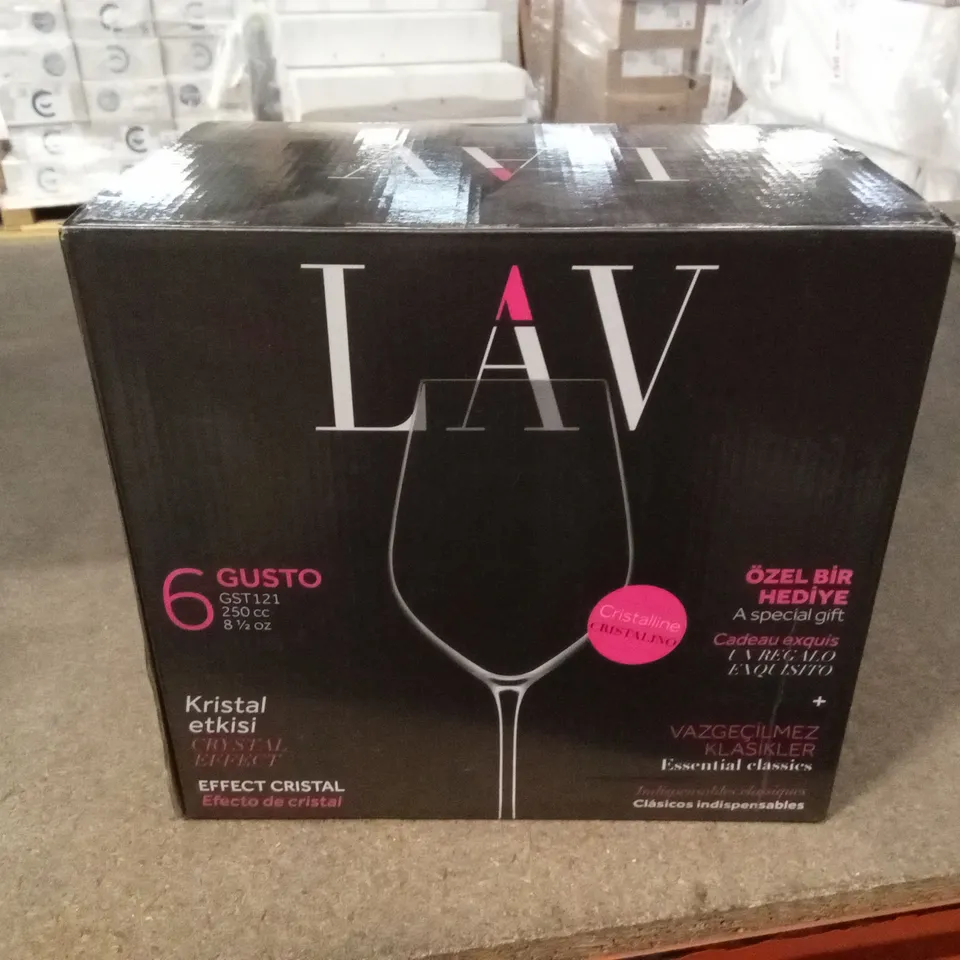 LAV
LAV
6 GUSTO
GST121
250 cc
8 ½ oz
Cristalline
CRISTALINO
ÖZEL BİR
HEDİYE
A special gift
Cadeau exquis
UN REGALO
EXQUISITO
+
Kristal
etkisi
CRYSTAL
EFFECT
EFFECT CRISTAL
Efecto de cristal
VAZGEÇİLMEZ
KLASİKLER
Essential classics
Indispensables classiques
Clásicos indispensables